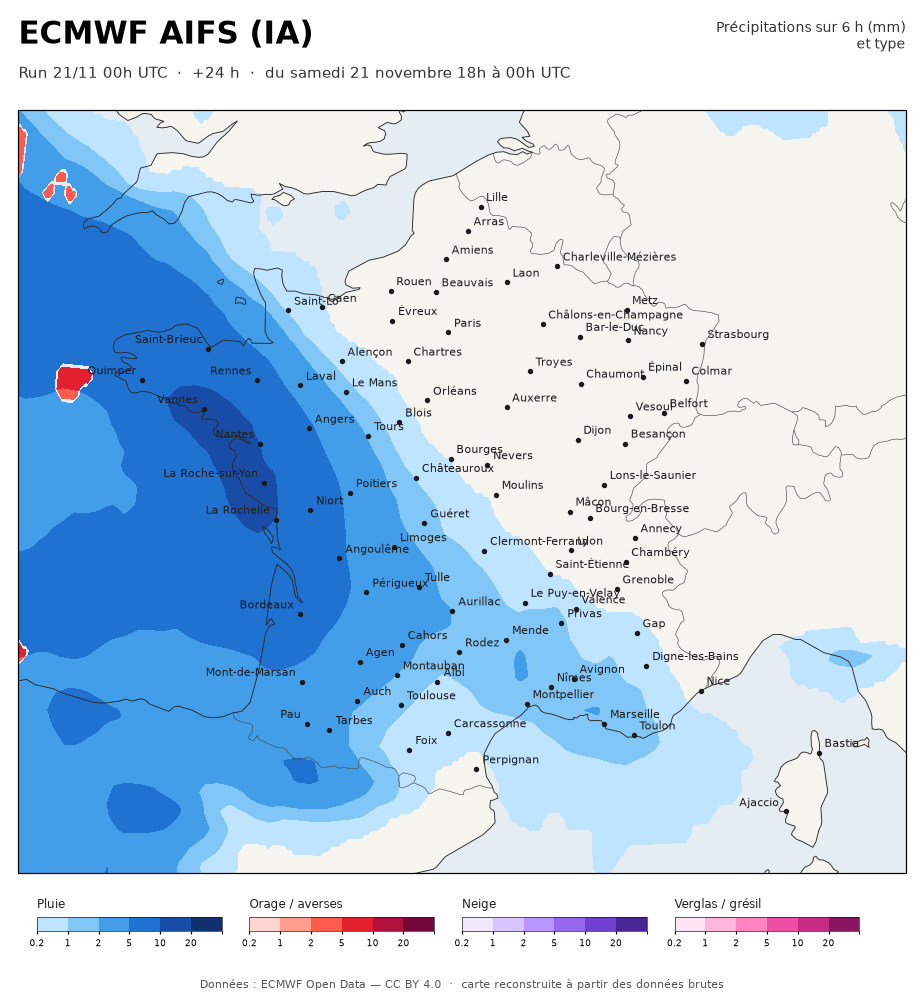 ECMWF AIFS (IA)
Précipitations sur 6 h (mm)
et type
Run 21/11 00h UTC · +24 h · du samedi 21 novembre 18h à 00h UTC
Lille
Arras
Amiens
Charleville-Mézières
Laon
Rouen
Beauvais
Saint-Lô
Caen
Metz
Évreux
Châlons-en-Champagne
Paris
Bar-le-Duc
Nancy
Strasbourg
Saint-Brieuc
Alençon
Chartres
Troyes
Quimper
Rennes
Laval
Le Mans
Chaumont
Épinal
Colmar
Vannes
Orléans
Auxerre
Angers
Blois
Vesoul
Belfort
Nantes
Tours
Dijon
Besançon
Bourges
Nevers
La Roche-sur-Yon
Châteauroux
Lons-le-Saunier
Poitiers
Moulins
La Rochelle
Niort
Guéret
Mâcon
Bourg-en-Bresse
Annecy
Angoulême
Limoges
Clermont-Ferrand
Lyon
Chambéry
Saint-Étienne
Périgueux
Tulle
Grenoble
Bordeaux
Aurillac
Le Puy-en-Velay
Valence
Privas
Cahors
Rodez
Mende
Gap
Agen
Digne-les-Bains
Mont-de-Marsan
Montauban
Albi
Nîmes
Avignon
Nice
Auch
Toulouse
Montpellier
Pau
Tarbes
Carcassonne
Marseille
Toulon
Foix
Bastia
Perpignan
Ajaccio
Pluie
0.2 1 2 5 10 20
Orage / averses
0.2 1 2 5 10 20
Neige
0.2 1 2 5 10 20
Verglas / grésil
0.2 1 2 5 10 20
Données : ECMWF Open Data — CC BY 4.0 · carte reconstruite à partir des données brutes